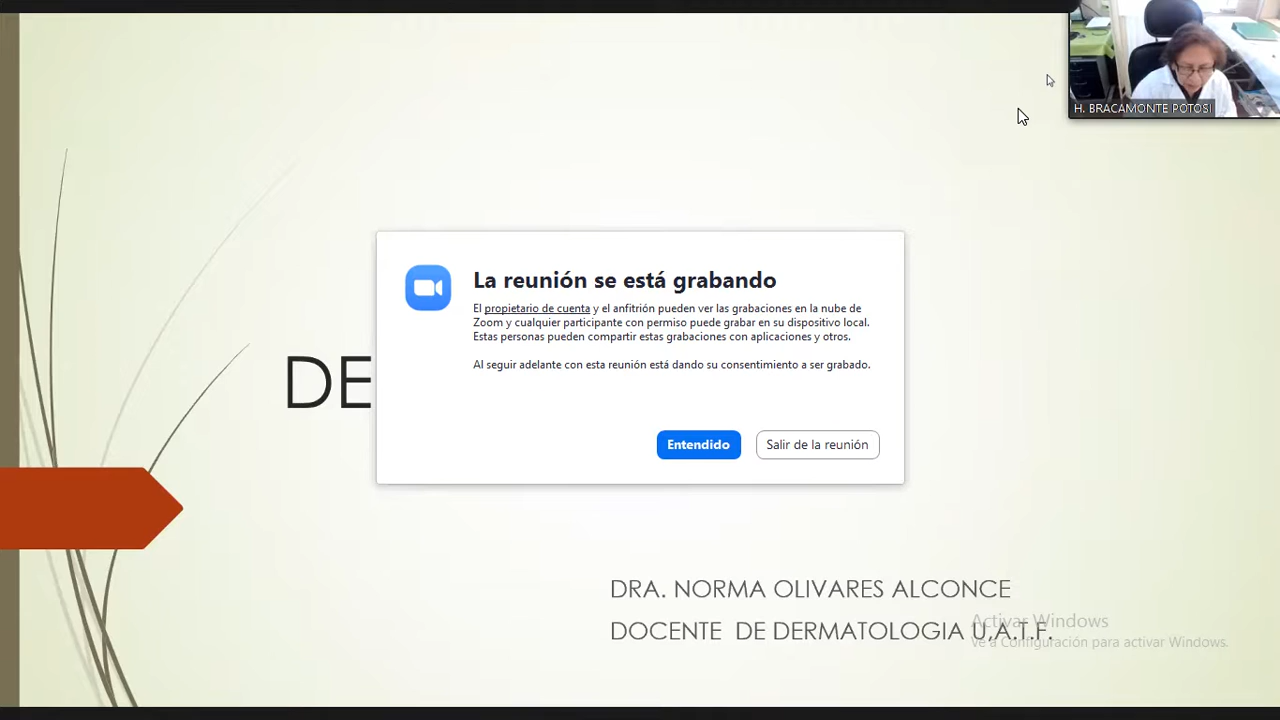 H. BRACAMONTE POTOSI
La reunión se está grabando
El propietario de cuenta y el anfitrión pueden ver las grabaciones en la nube de
Zoom y cualquier participante con permiso puede grabar en su dispositivo local.
Estas personas pueden compartir estas grabaciones con aplicaciones y otros.
Al seguir adelante con esta reunión está dando su consentimiento a ser grabado.
DE
Entendido
Salir de la reunión
DRA. NORMA OLIVARES ALCONCE
DOCENTE DE DERMATOLOGIA U,A.T.F.
Activar Windows
Ve a Configuración para activar Windows.